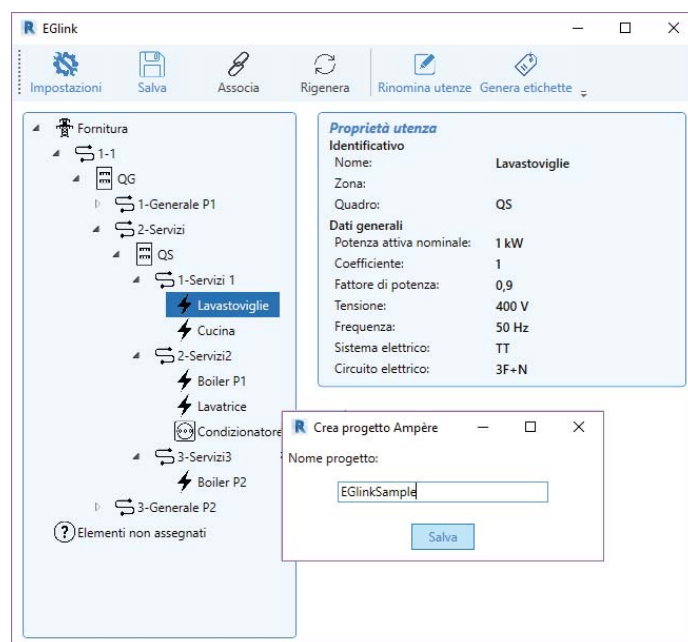 EGlink
Impostazioni Salva Associa Rigenera Rinomina utenze Genera etichette
Fornitura
1-1
QG
1-Generale P1
2-Servizi
QS
1-Servizi 1
Lavastoviglie
Cucina
2-Servizi2
Boiler P1
Lavatrice
Condizionatore
3-Servizi3
Boiler P2
3-Generale P2
Elementi non assegnati
Proprietà utenza
Identificativo
Nome: Lavastoviglie
Zona:
Quadro: QS
Dati generali
Potenza attiva nominale: 1 kW
Coefficiente: 1
Fattore di potenza: 0,9
Tensione: 400 V
Frequenza: 50 Hz
Sistema elettrico: TT
Circuito elettrico: 3F+N
Crea progetto Ampère
Nome progetto:
EGlinkSample
Salva